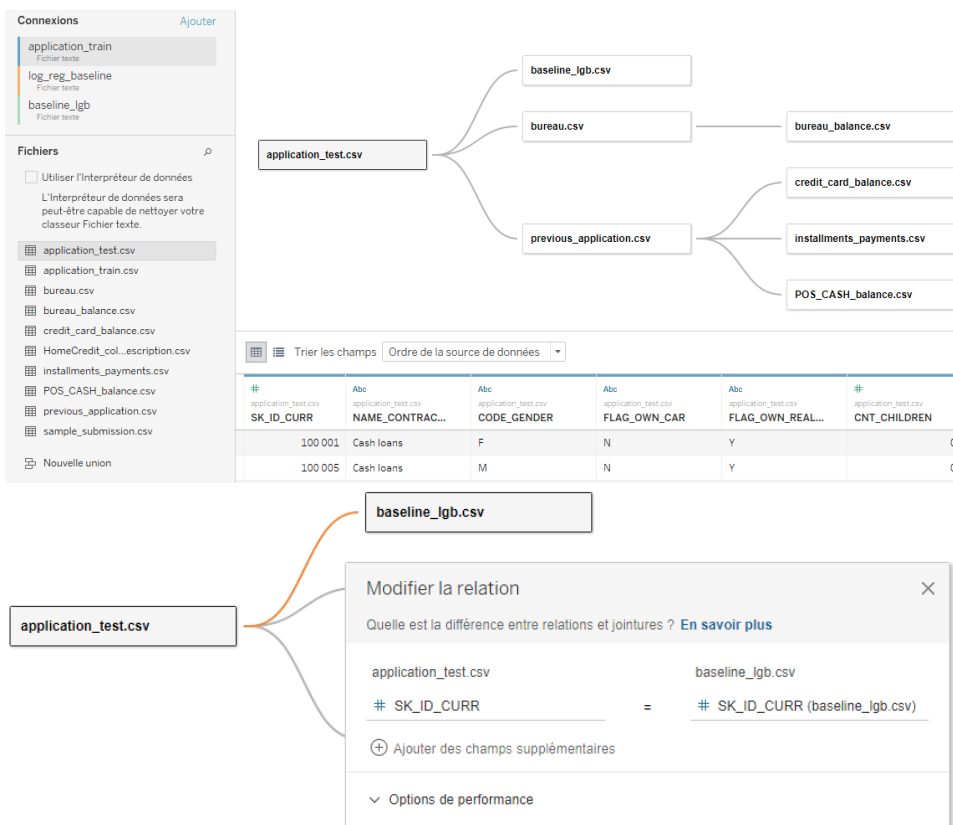 Connexions
Ajouter
application_train
Fichier texte
log_reg_baseline
Fichier texte
baseline_lgb
Fichier texte
Fichiers
Utiliser l'Interpréteur de données
L'Interpréteur de données sera
peut-être capable de nettoyer votre
classeur Fichier texte.
application_test.csv
application_train.csv
bureau.csv
bureau_balance.csv
credit_card_balance.csv
HomeCredit_col...escription.csv
installments_payments.csv
POS_CASH_balance.csv
previous_application.csv
sample_submission.csv
Nouvelle union
application_test.csv
baseline_lgb.csv
bureau.csv
bureau_balance.csv
previous_application.csv
credit_card_balance.csv
installments_payments.csv
POS_CASH_balance.csv
Trier les champs Ordre de la source de données
# Abc Abc Abc Abc #
application_test.csv application_test.csv application_test.csv application_test.csv application_test.csv application_test.csv
SK_ID_CURR NAME_CONTRAC... CODE_GENDER FLAG_OWN_CAR FLAG_OWN_REAL... CNT_CHILDREN
100 001 Cash loans F N Y
100 005 Cash loans M N Y
baseline_lgb.csv
application_test.csv
Modifier la relation
Quelle est la différence entre relations et jointures ? En savoir plus
application_test.csv baseline_lgb.csv
# SK_ID_CURR = # SK_ID_CURR (baseline_lgb.csv)
Ajouter des champs supplémentaires
Options de performance